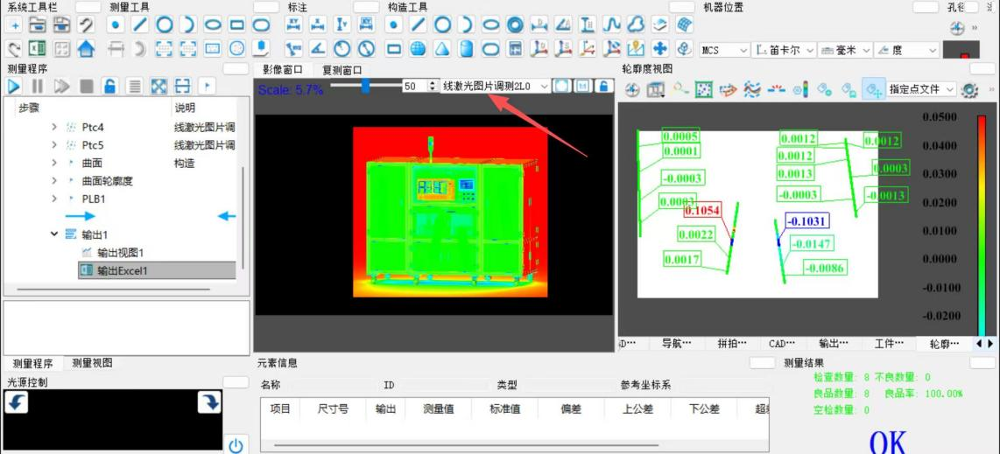 系统工具栏 测量工具 标注 构造工具 机器位置 孔径
MCS 笛卡尔 毫米 度
测量程序 影像窗口 复测窗口 轮廓度视图
Scale: 5.7% 50 线激光图片调测2L0 指定点文件
步骤 说明
Ptc4 线激光图片调
Ptc5 线激光图片调
曲面 构造
曲面轮廓度
PLB1
输出1
输出视图1
输出Excel1
0.0005
0.0001
-0.0003
0.0003
0.1054
0.0022
0.0017
0.0012
0.0012
0.0012
0.0013
0.0003
-0.0003
-0.0013
-0.1031
-0.0147
-0.0086
0.0500
0.0400
0.0300
0.0200
0.0100
0.0000
-0.0100
-0.0200
导航… 拼拍… CAD… 输出… 工件… 轮廓…
测量程序 测量视图 元素信息 测量结果
光源控制
名称 ID 类型 参考坐标系
项目 尺寸号 输出 测量值 标准值 偏差 上公差 下公差
检查数量: 8 不良数量: 0
良品数量: 8 良品率: 100.00%
空检数量: 0
OK